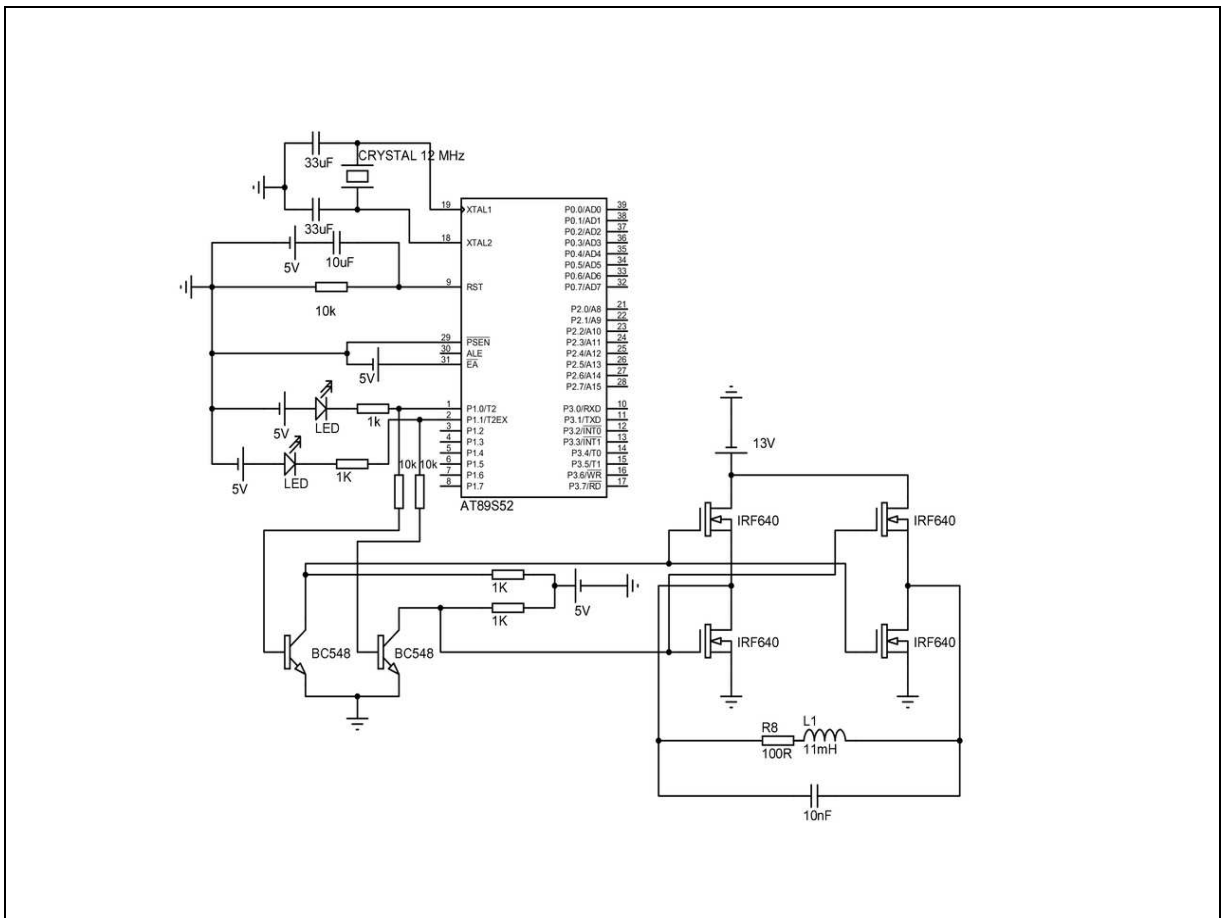 CRYSTAL 12 MHz
33uF
33uF
5V
10uF
10k
5V
5V
LED
1k
5V
LED
1K
10k 10k
19 XTAL1
18 XTAL2
9 RST
29 PSEN
30 ALE
31 EA
1 P1.0/T2
2 P1.1/T2EX
3 P1.2
4 P1.3
5 P1.4
6 P1.5
7 P1.6
8 P1.7
P0.0/AD0 39
P0.1/AD1 38
P0.2/AD2 37
P0.3/AD3 36
P0.4/AD4 35
P0.5/AD5 34
P0.6/AD6 33
P0.7/AD7 32
P2.0/A8 21
P2.1/A9 22
P2.2/A10 23
P2.3/A11 24
P2.4/A12 25
P2.5/A13 26
P2.6/A14 27
P2.7/A15 28
P3.0/RXD 10
P3.1/TXD 11
P3.2/INT0 12
P3.3/INT1 13
P3.4/T0 14
P3.5/T1 15
P3.6/WR 16
P3.7/RD 17
AT89S52
13V
IRF640
IRF640
1K
1K
5V
BC548
BC548
IRF640
IRF640
R8
100R
L1
11mH
10nF